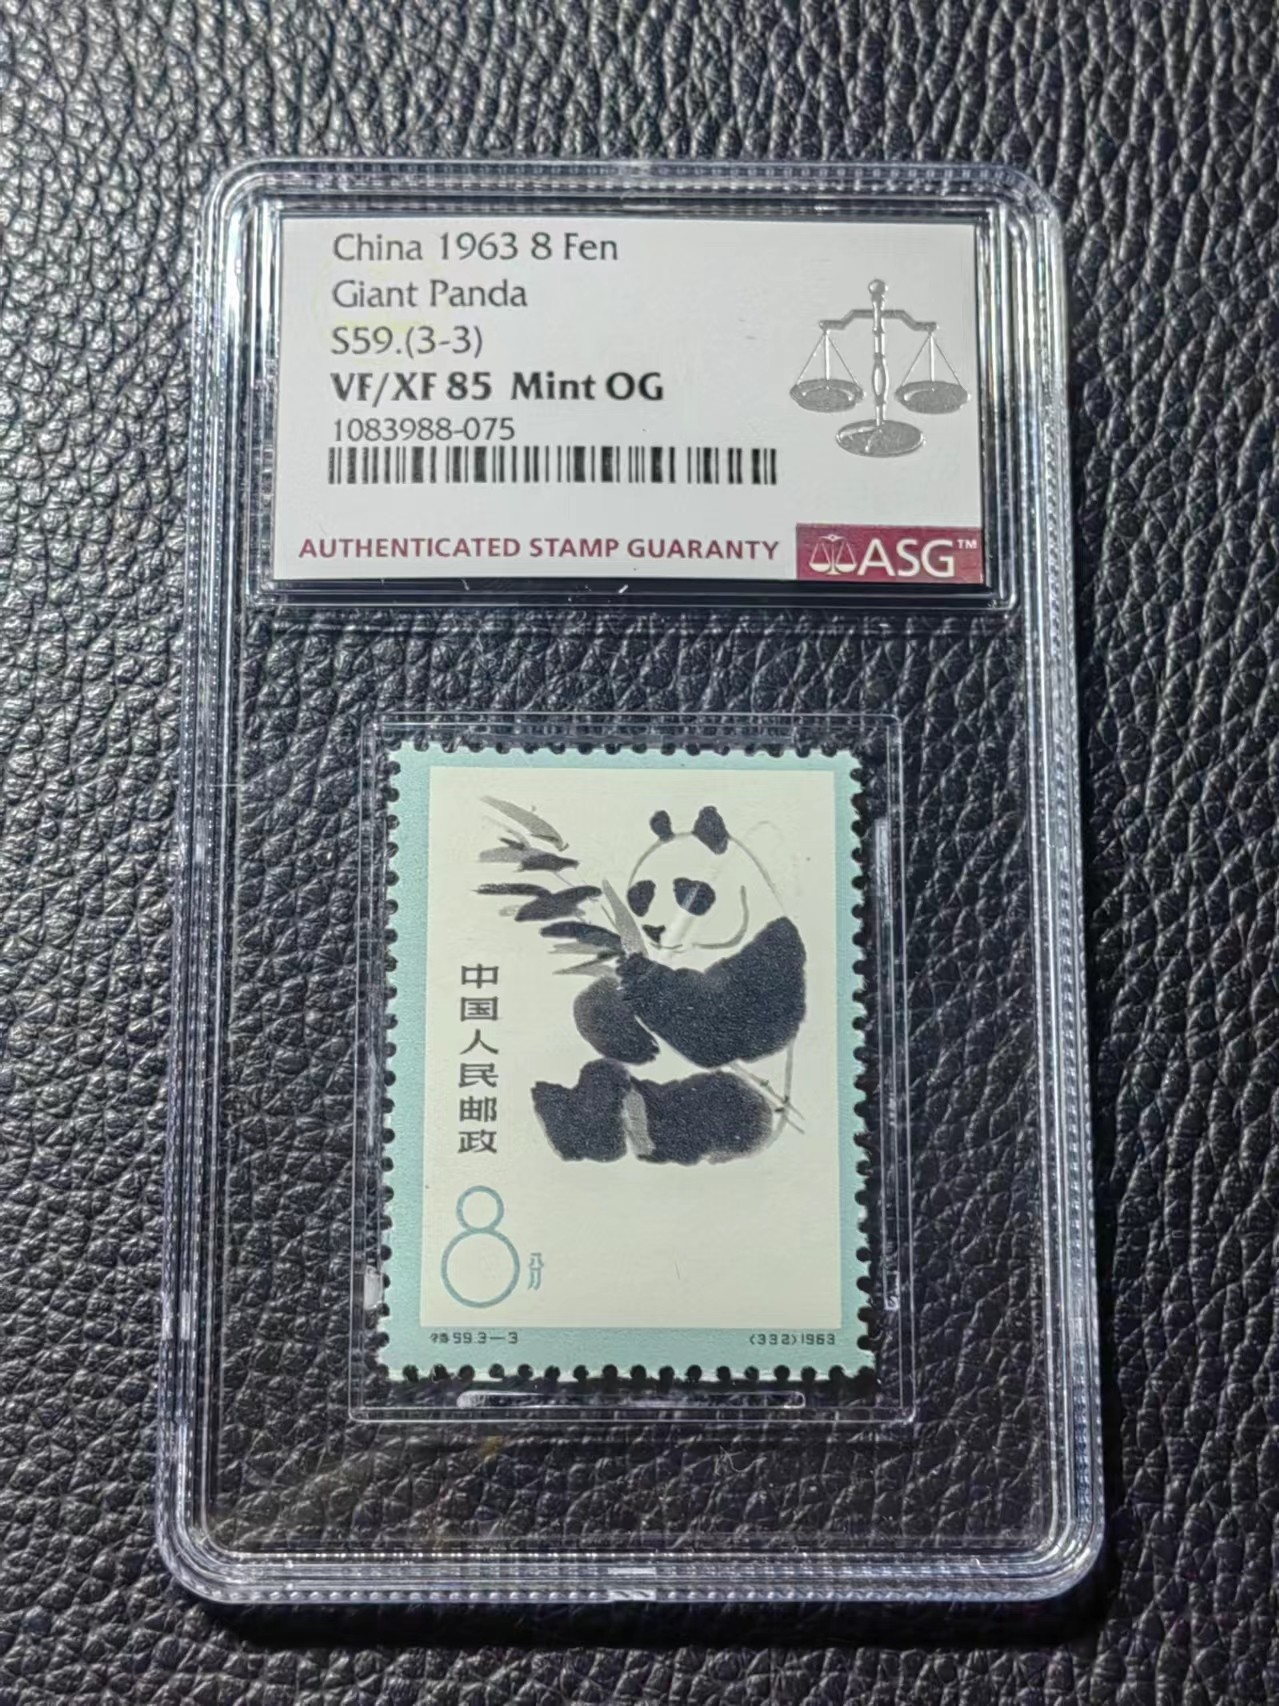 China 1963 8 Fen
Giant Panda
S59.(3-3)
VF/XF 85 Mint OG
1083988-075
AUTHENTICATED STAMP GUARANTY
ASG™
中国人民邮政
8八分
特59.3—3
(332)1963